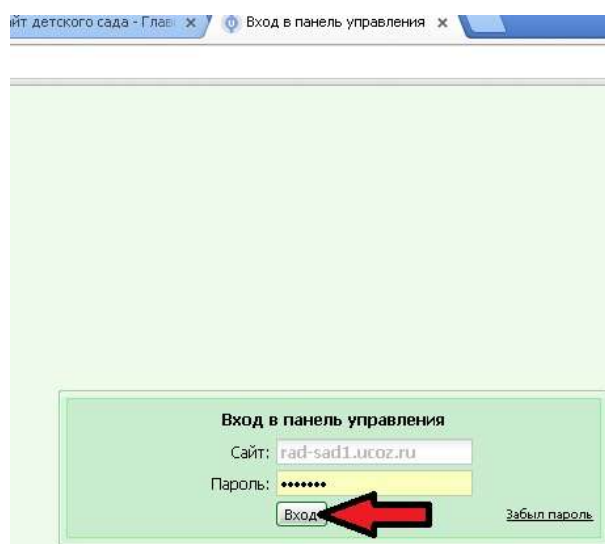 йт детского сада - Глав
Вход в панель управления
Вход в панель управления
Сайт: rad-sad1.ucoz.ru
Пароль: •••••••
Вход
Забыл пароль